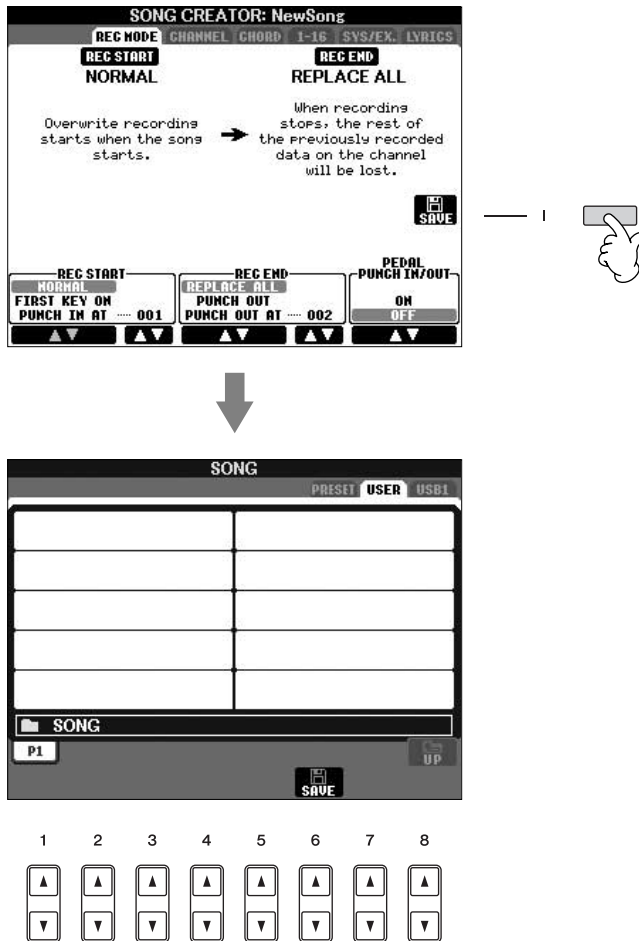 SONG CREATOR: NewSong
REC MODE CHANNEL CHORD 1-16 SYS/EX. LYRICS
REC START
NORMAL
Overwrite recording
starts when the song
starts.
REC END
REPLACE ALL
When recording
stops, the rest of
the previously recorded
data on the channel
will be lost.
SAVE
I
REC START
NORMAL
FIRST KEY ON
PUNCH IN AT ···· 001
REC END
REPLACE ALL
PUNCH OUT
PUNCH OUT AT ···· 002
PEDAL
PUNCH IN/OUT
ON
OFF
SONG
PRESET USER USB1
SONG
P1
UP
SAVE
1 2 3 4 5 6 7 8